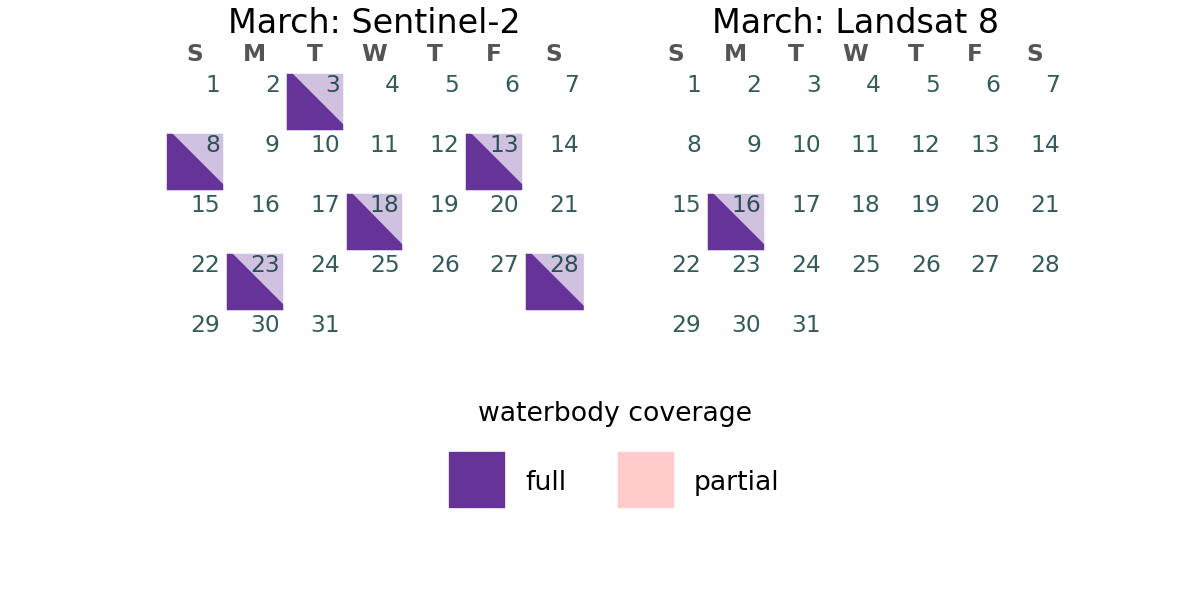 March: Sentinel-2
S M T W T F S
1 2 3 4 5 6 7
8 9 10 11 12 13 14
15 16 17 18 19 20 21
22 23 24 25 26 27 28
29 30 31
March: Landsat 8
S M T W T F S
1 2 3 4 5 6 7
8 9 10 11 12 13 14
15 16 17 18 19 20 21
22 23 24 25 26 27 28
29 30 31
waterbody coverage
full
partial